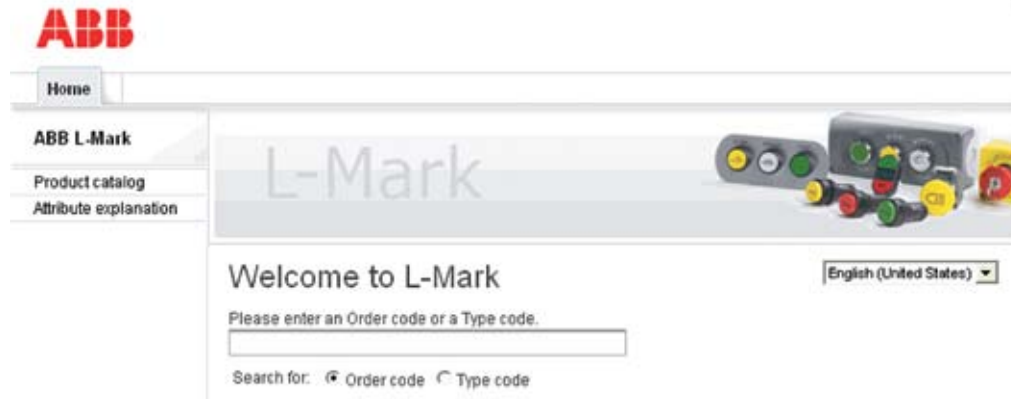 ABB
Home
ABB L-Mark
Product catalog
Attribute explanation
L-Mark
Welcome to L-Mark
English (United States)
Please enter an Order code or a Type code.
Search for: Order code Type code